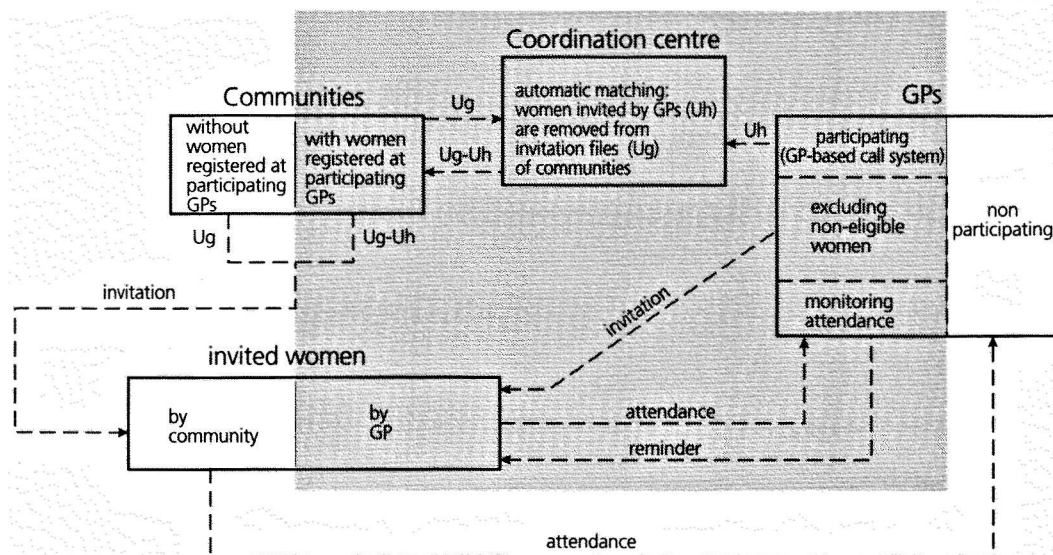 Coordination centre
Communities
GPs
Ug
automatic matching:
women invited by GPs (Uh)
are removed from
invitation files (Ug)
of communities
Uh
Ug-Uh
without
women
registered at
participating
GPs
with women
registered at
participating
GPs
participating
(GP-based call system)
excluding
non-eligible
women
monitoring
attendance
non
participating
Ug
Ug-Uh
invitation
invitation
invited women
by
community
by
GP
attendance
reminder
attendance